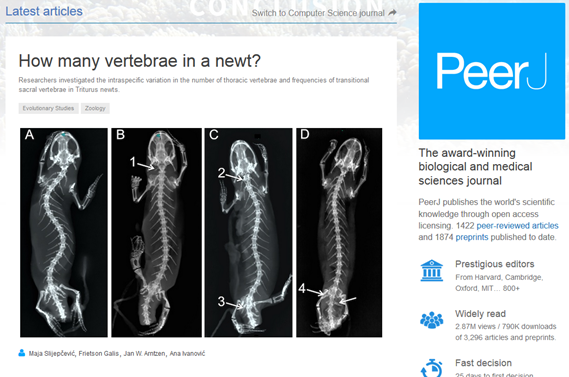 Latest articles
Switch to Computer Science journal
How many vertebrae in a newt?
Researchers investigated the intraspecific variation in the number of thoracic vertebrae and frequencies of transitional
sacral vertebrae in Triturus newts.
Evolutionary Studies Zoology
A B C D
1
2
3
4
Maja Slijepčević, Frietson Galis, Jan W. Arntzen, Ana Ivanović
PeerJ
The award-winning
biological and medical
sciences journal
PeerJ publishes the world's scientific
knowledge through open access
licensing. 1422 peer-reviewed articles
and 1874 preprints published to date.
Prestigious editors
From Harvard, Cambridge,
Oxford, MIT... 800+
Widely read
2.87M views / 790K downloads
of 3,296 articles and preprints.
Fast decision
25 days to first decision